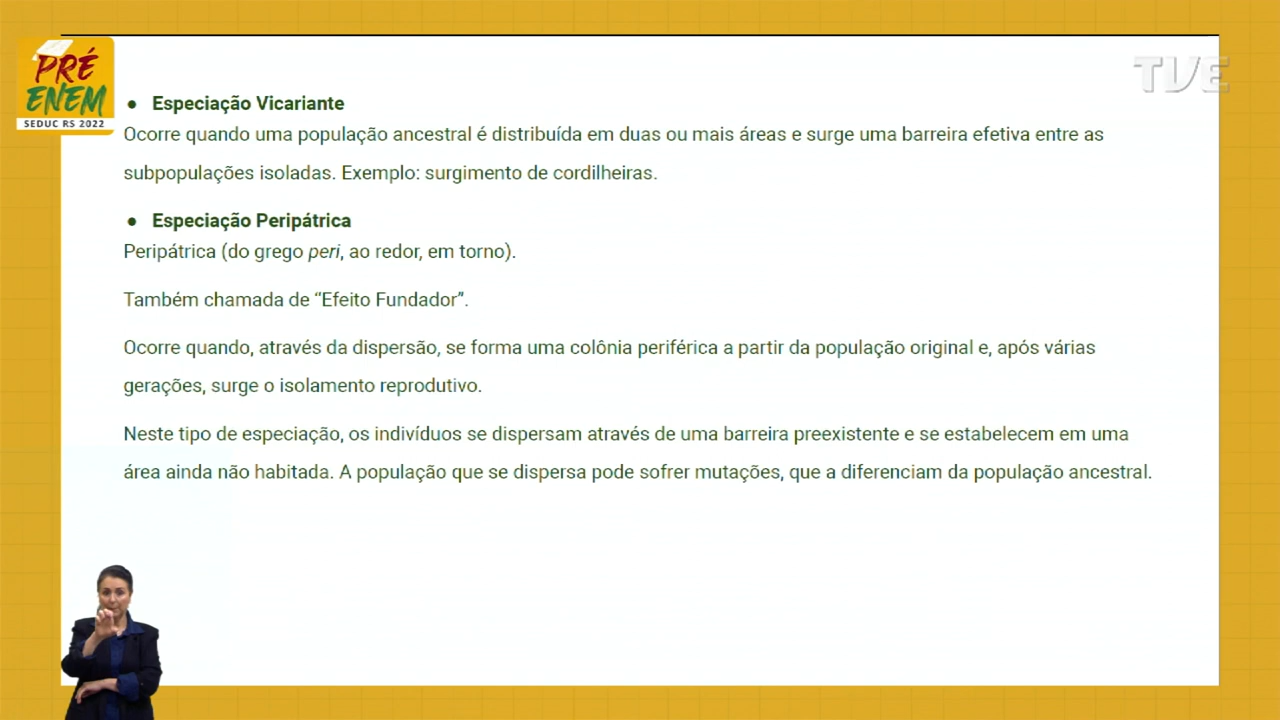 PRÉ
ENEM
SEDUC RS 2022
TVE
● Especiação Vicariante
Ocorre quando uma população ancestral é distribuída em duas ou mais áreas e surge uma barreira efetiva entre as
subpopulações isoladas. Exemplo: surgimento de cordilheiras.
● Especiação Peripátrica
Peripátrica (do grego peri, ao redor, em torno).
Também chamada de “Efeito Fundador”.
Ocorre quando, através da dispersão, se forma uma colônia periférica a partir da população original e, após várias
gerações, surge o isolamento reprodutivo.
Neste tipo de especiação, os indivíduos se dispersam através de uma barreira preexistente e se estabelecem em uma
área ainda não habitada. A população que se dispersa pode sofrer mutações, que a diferenciam da população ancestral.